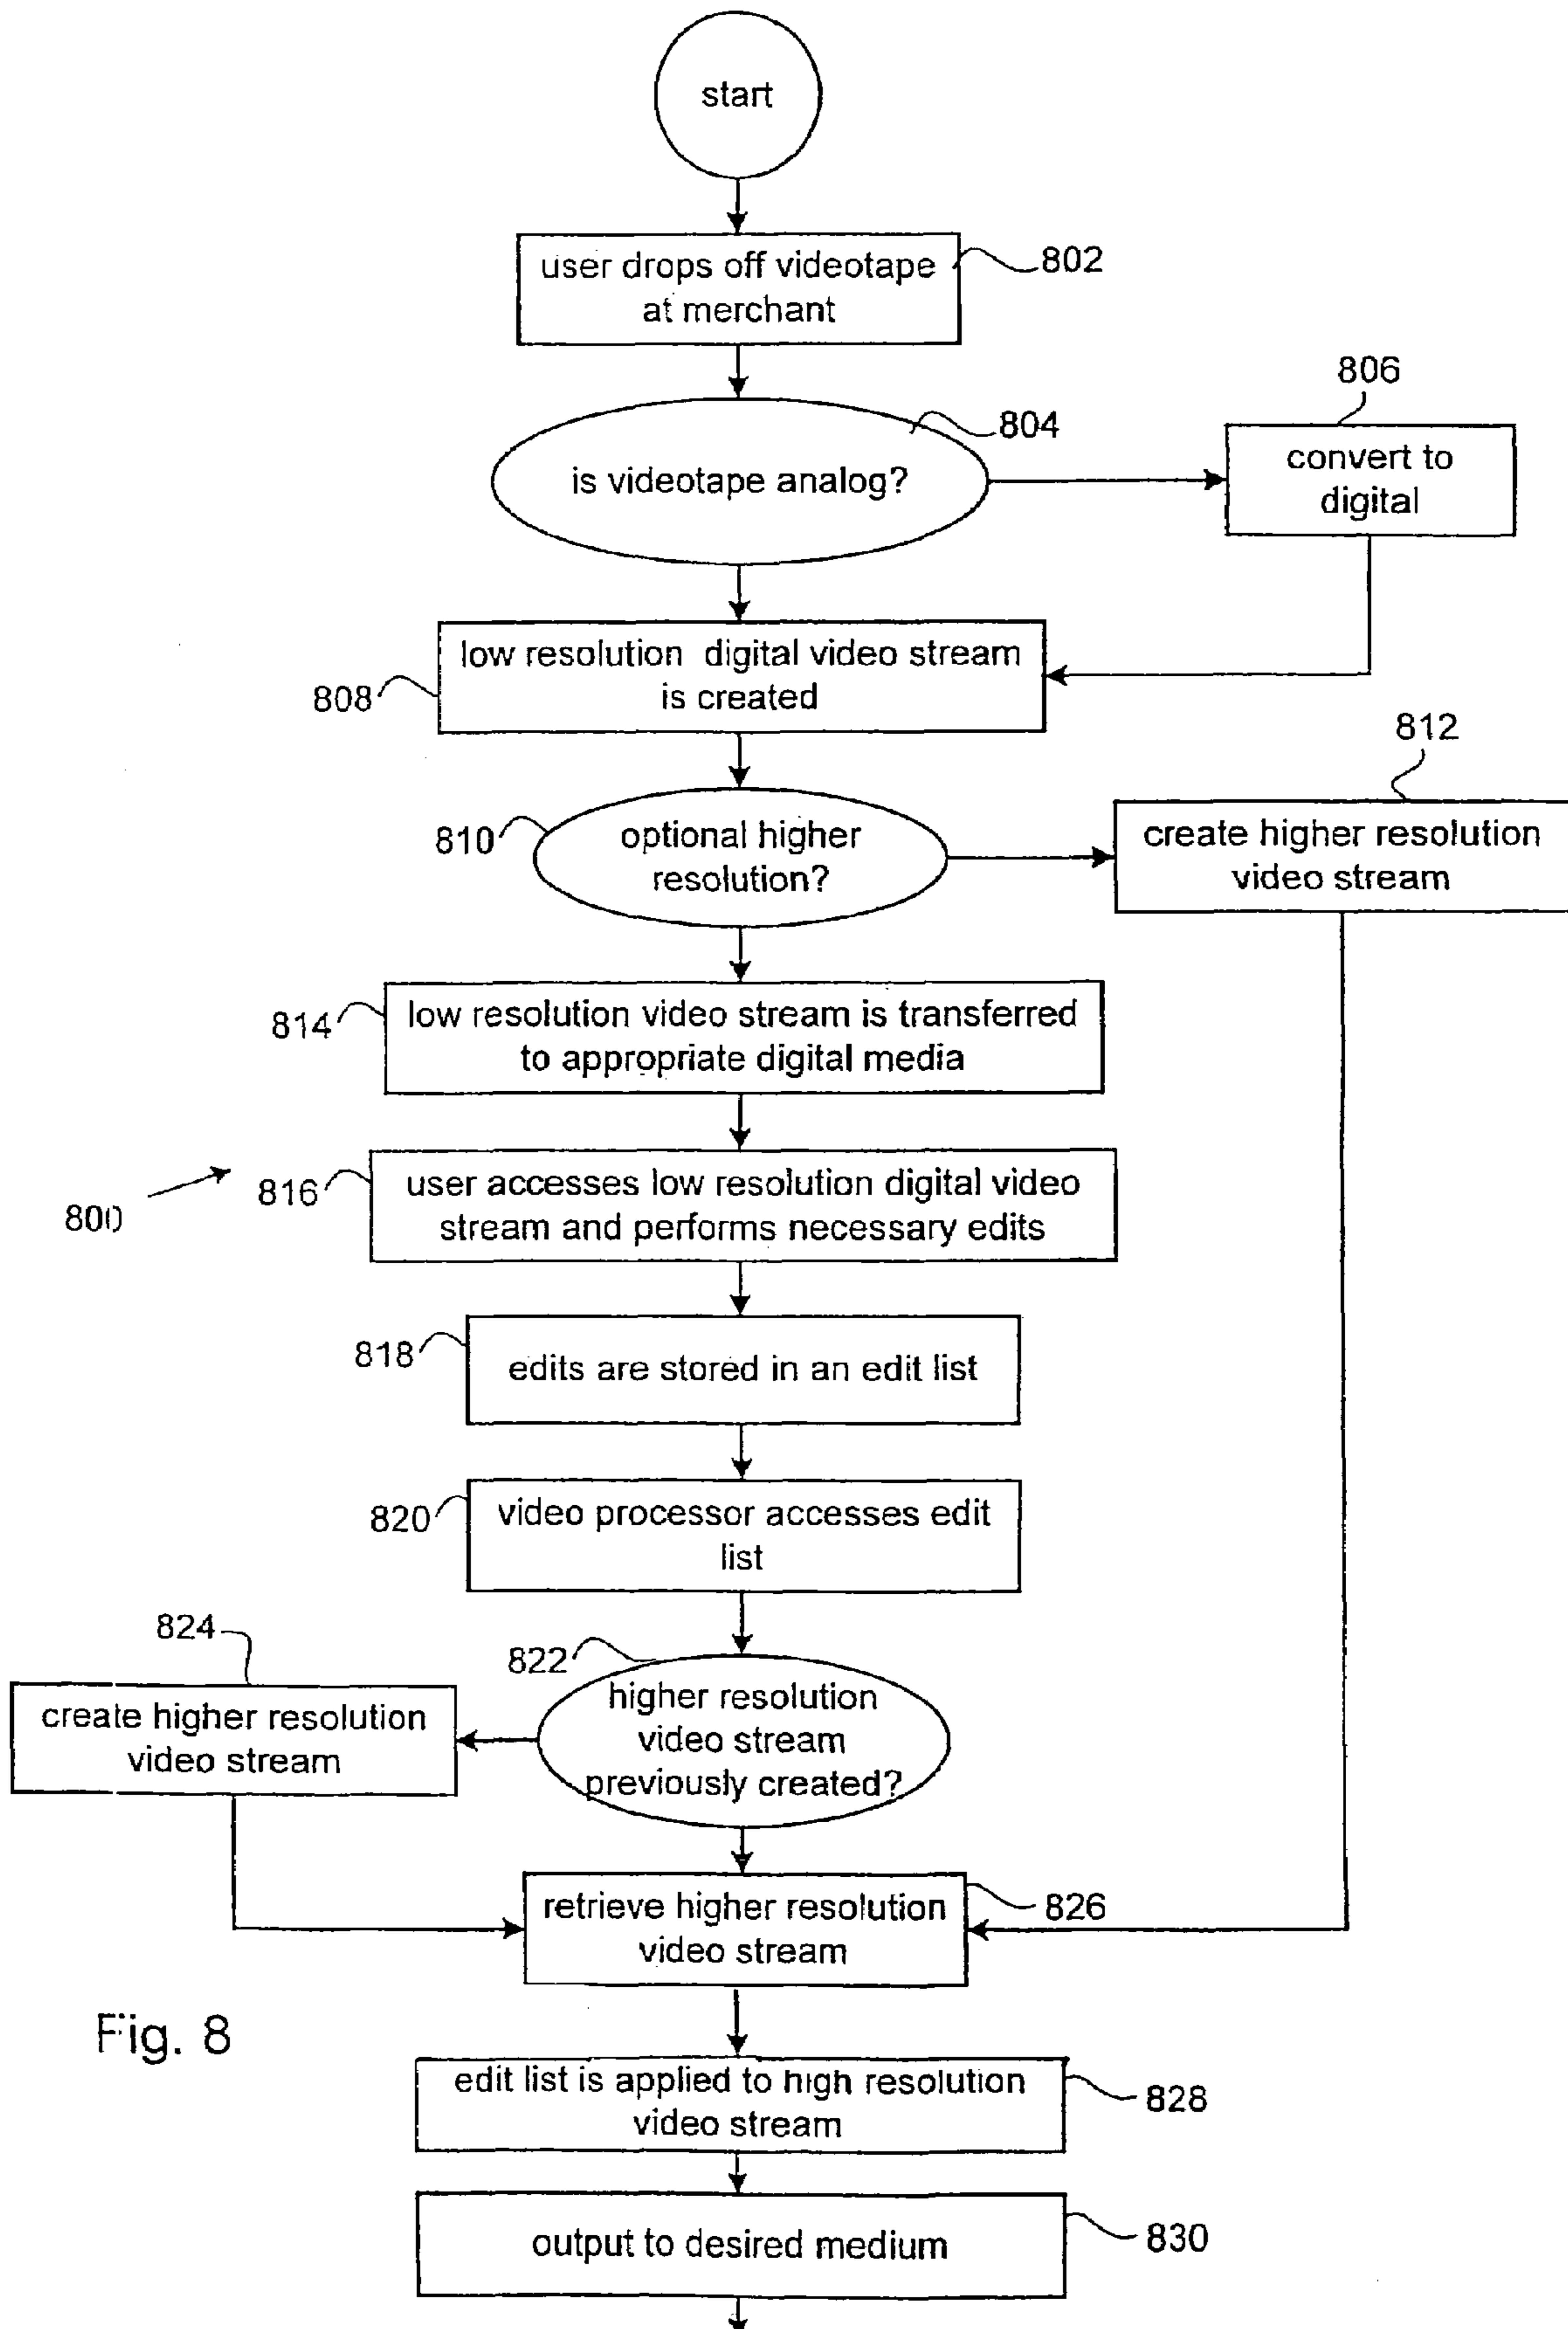 start
user drops off videotape
at merchant
802
806
804
is videotape analog?
convert to
digital
low resolution digital video stream
is created
808
812
810
optional higher
resolution?
create higher resolution
video stream
814
low resolution video stream is transferred
to appropriate digital media
800
816
user accesses low resolution digital video
stream and performs necessary edits
818
edits are stored in an edit list
820
video processor accesses edit
list
824
822
create higher resolution
video stream
higher resolution
video stream
previously created?
retrieve higher resolution
video stream
826
Fig. 8
edit list is applied to high resolution
video stream
828
output to desired medium
830